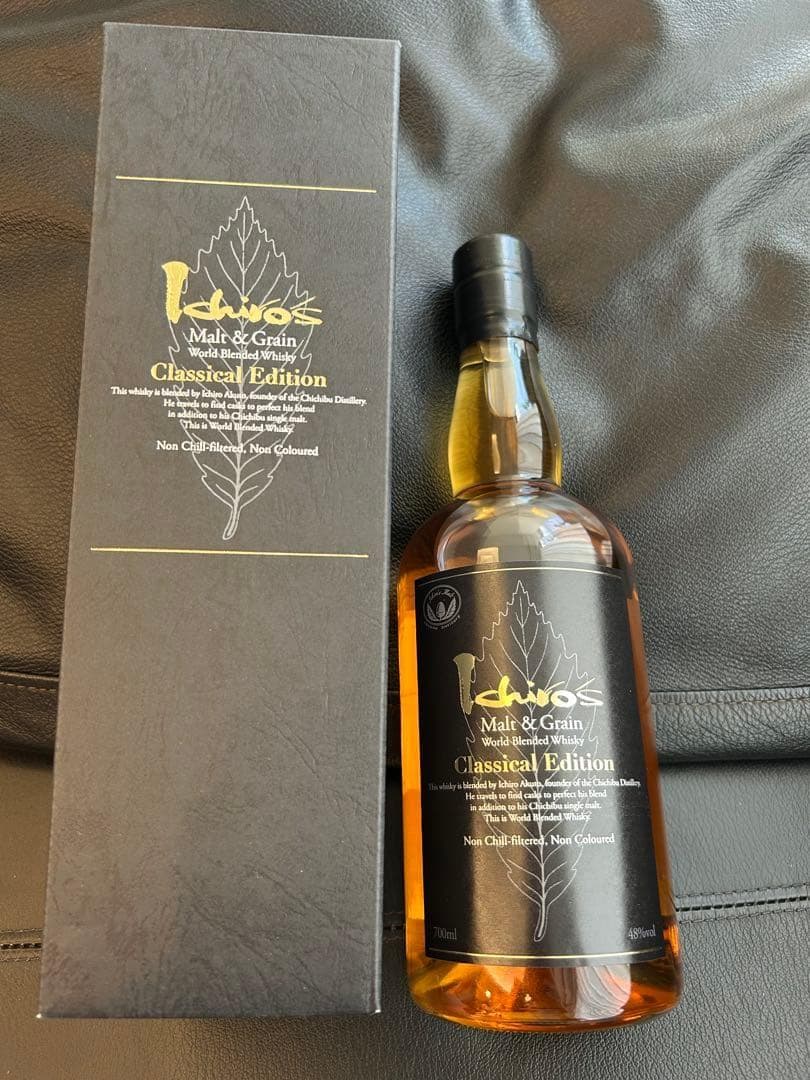 Ichiro's
Malt & Grain
World Blended Whisky
Classical Edition
This whisky is blended by Ichiro Akuto, founder of the Chichibu Distillery.
He travels to find casks to perfect his blend
in addition to his Chichibu single malt.
This is World Blended Whisky.
Non Chill-filtered, Non Coloured
Ichiro's Malt
Ichiro's
Malt & Grain
World Blended Whisky
Classical Edition
This whisky is blended by Ichiro Akuto, founder of the Chichibu Distillery.
He travels to find casks to perfect his blend
in addition to his Chichibu single malt.
This is World Blended Whisky.
Non Chill-filtered, Non Coloured
700ml
48%vol